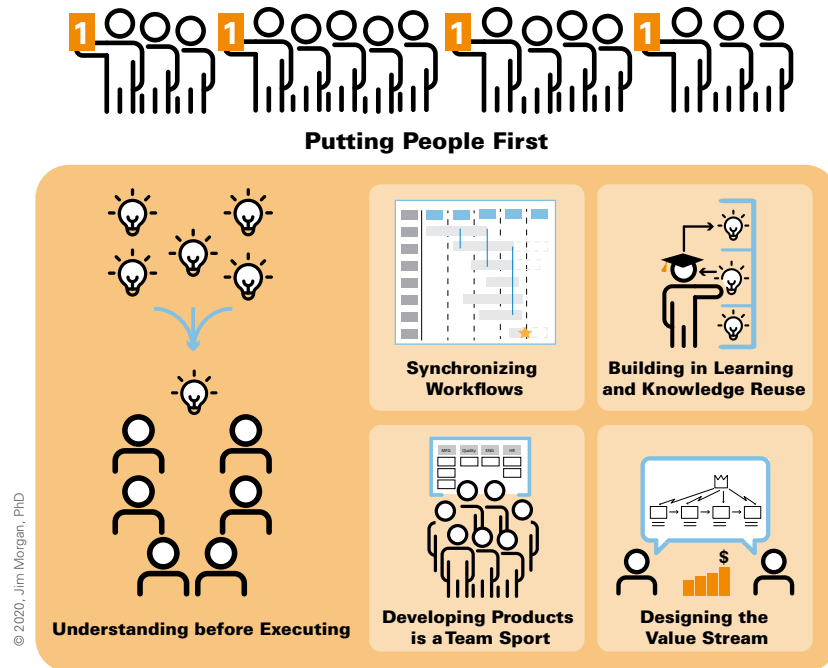 1 1 1 1
Putting People First
Understanding before Executing
Synchronizing
Workflows
Building in Learning
and Knowledge Reuse
MFG Quality ENG HR
Developing Products
is a Team Sport
$
Designing the
Value Stream
© 2020, Jim Morgan, PhD